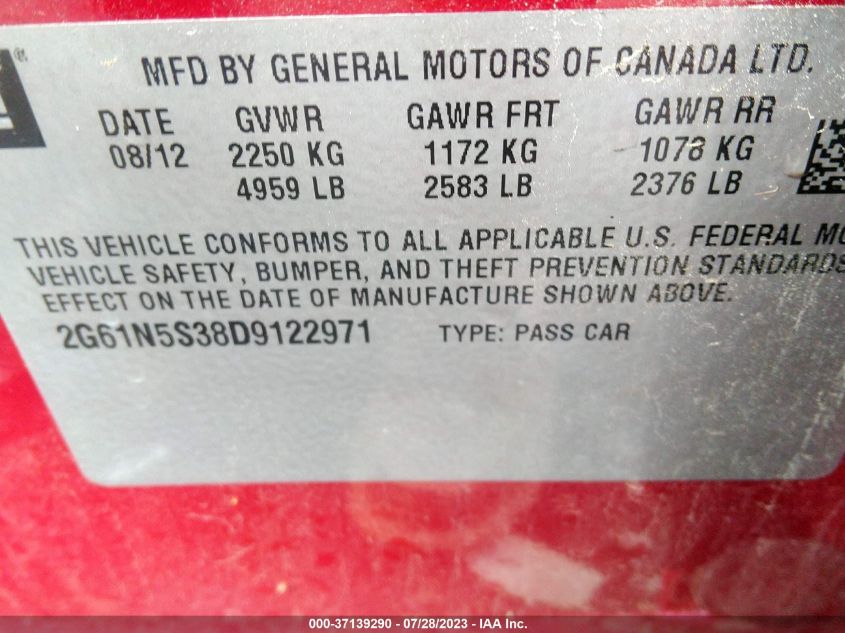 ®
MFD BY GENERAL MOTORS OF CANADA LTD.
DATE GVWR GAWR FRT GAWR RR
08/12 2250 KG 1172 KG 1078 KG
4959 LB 2583 LB 2376 LB
THIS VEHICLE CONFORMS TO ALL APPLICABLE U.S. FEDERAL MO
VEHICLE SAFETY, BUMPER, AND THEFT PREVENTION STANDARDS
EFFECT ON THE DATE OF MANUFACTURE SHOWN ABOVE.
2G61N5S38D9122971 TYPE: PASS CAR
000-37139290 - 07/28/2023 - IAA Inc.